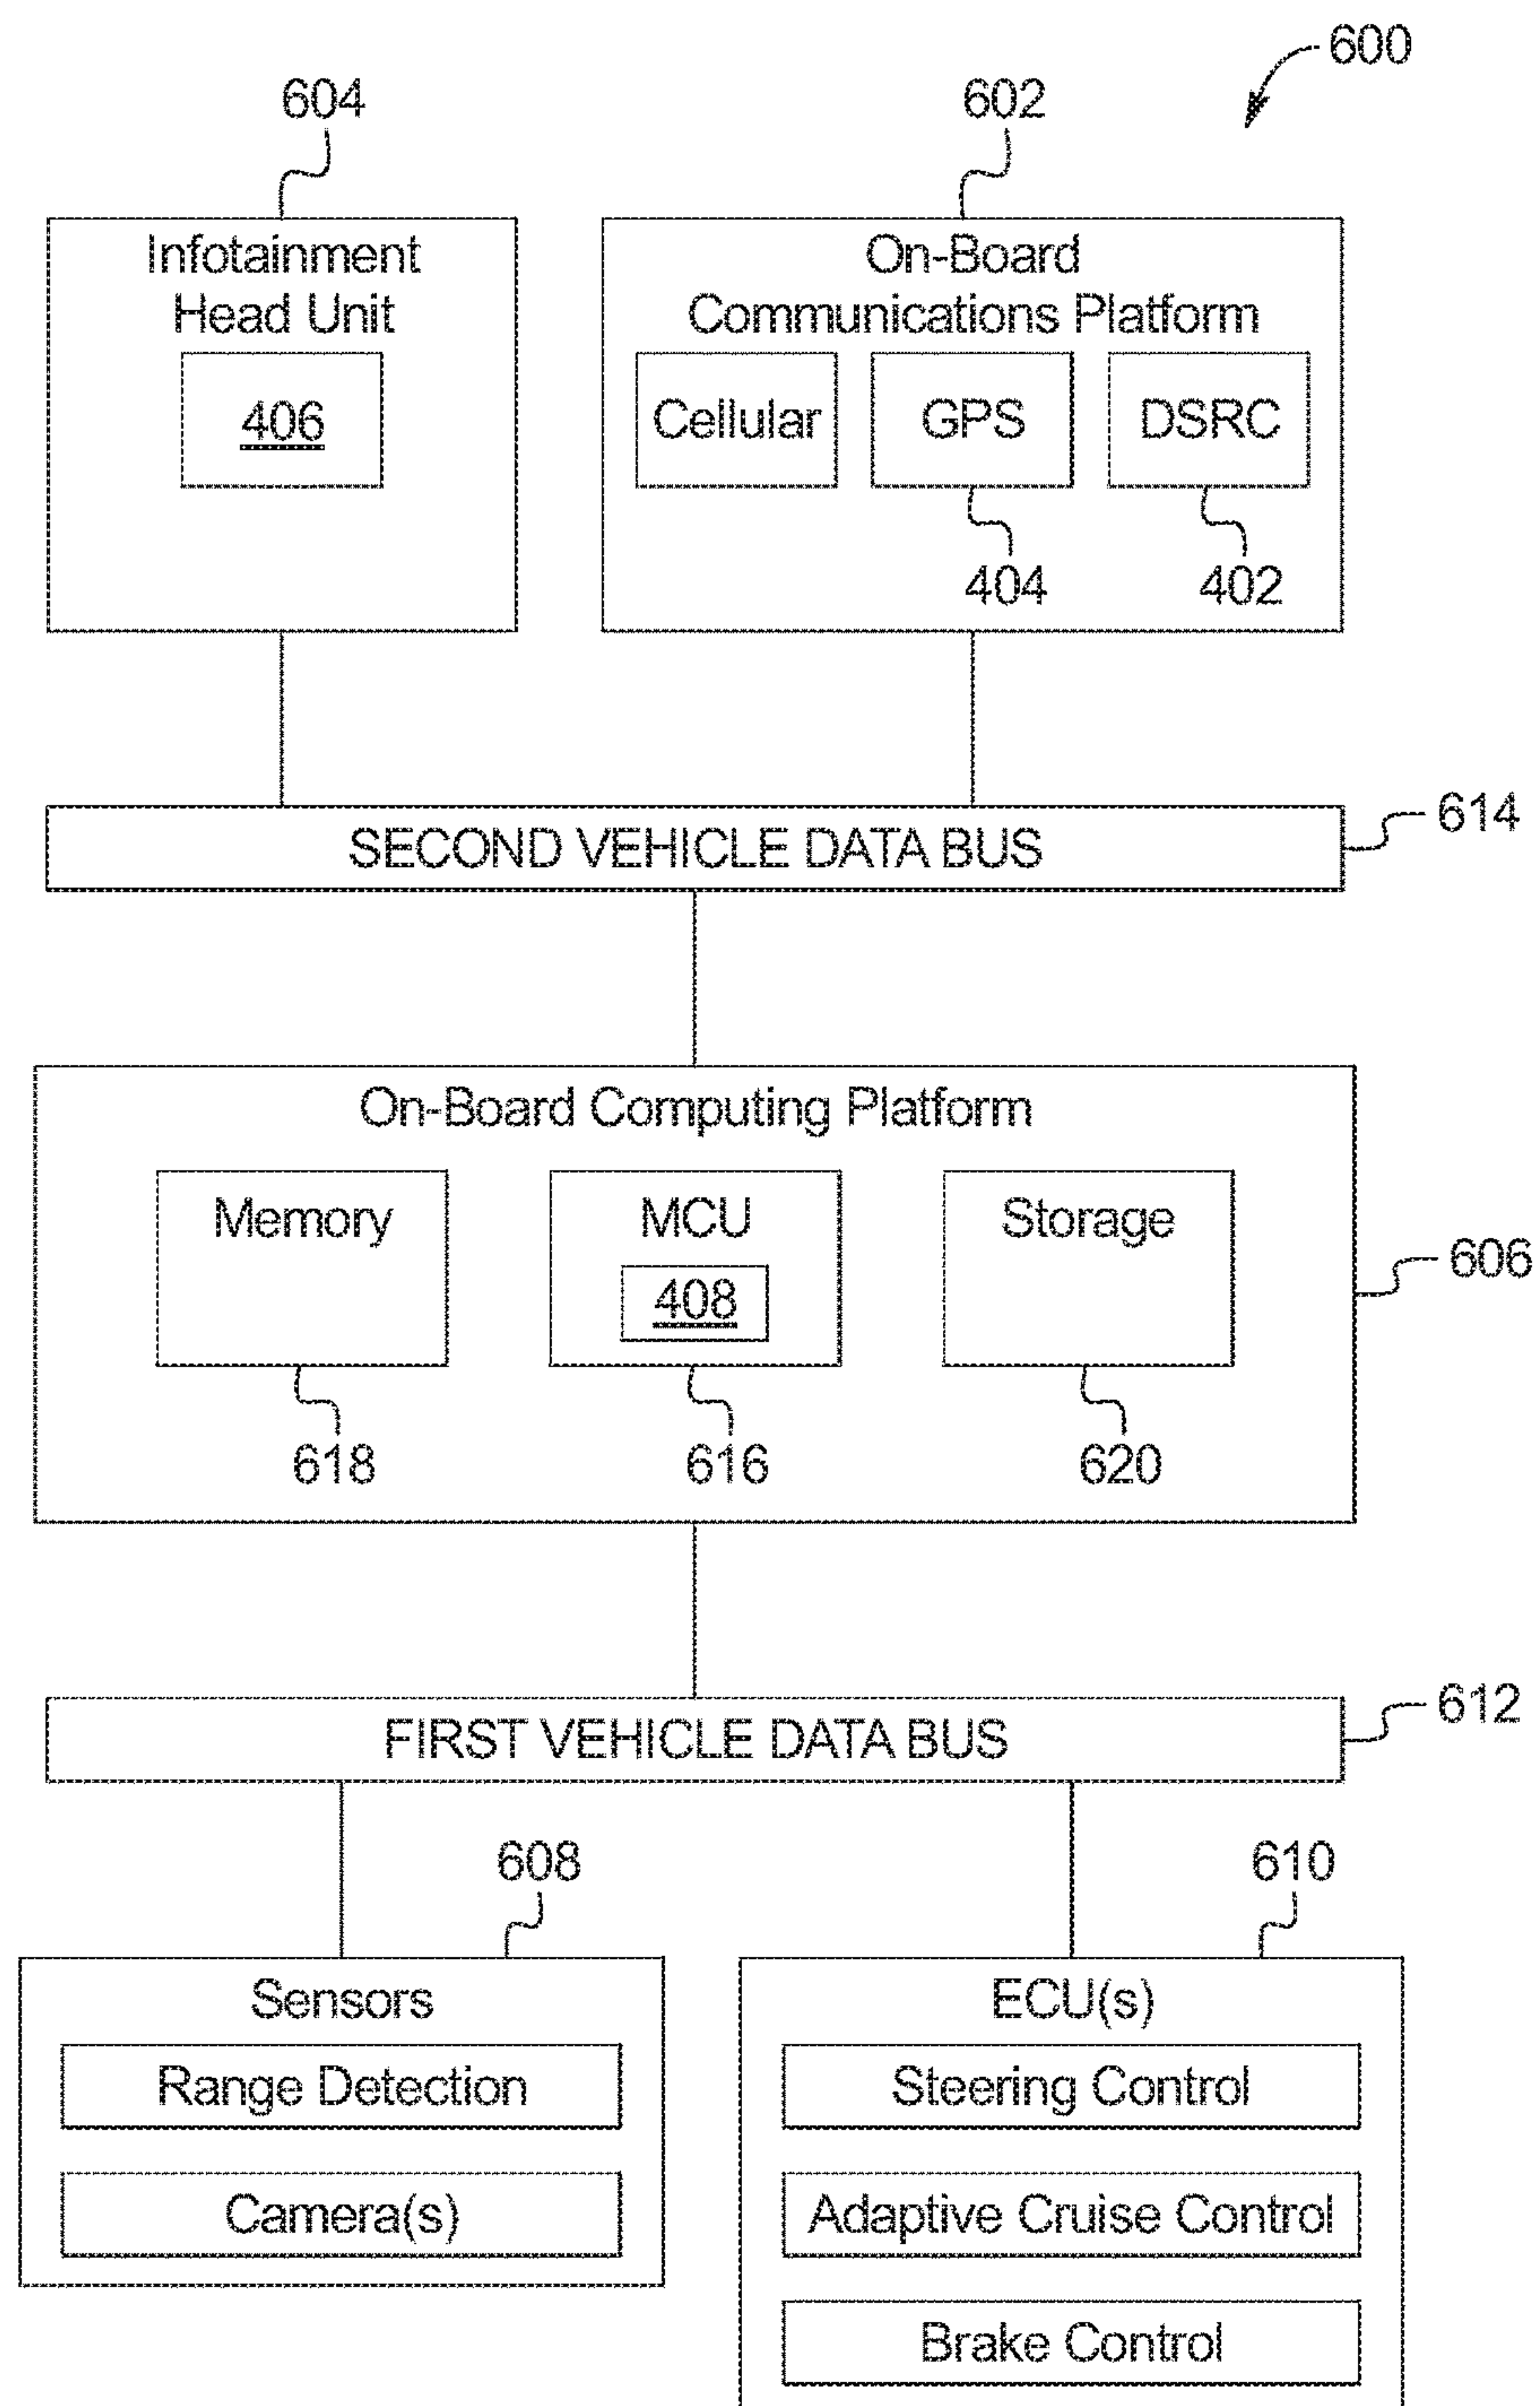 600
604
602
Infotainment
Head Unit
406
On-Board
Communications Platform
Cellular
GPS
DSRC
404
402
SECOND VEHICLE DATA BUS
614
On-Board Computing Platform
Memory
MCU
Storage
408
606
618
616
620
FIRST VEHICLE DATA BUS
612
608
610
Sensors
Range Detection
Camera(s)
ECU(s)
Steering Control
Adaptive Cruise Control
Brake Control